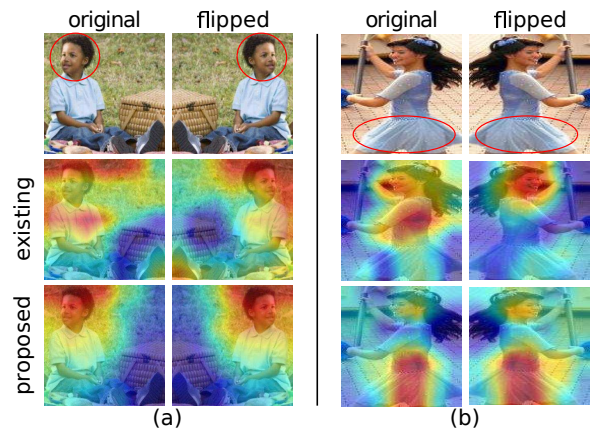 original flipped original flipped
existing
proposed
(a) (b)